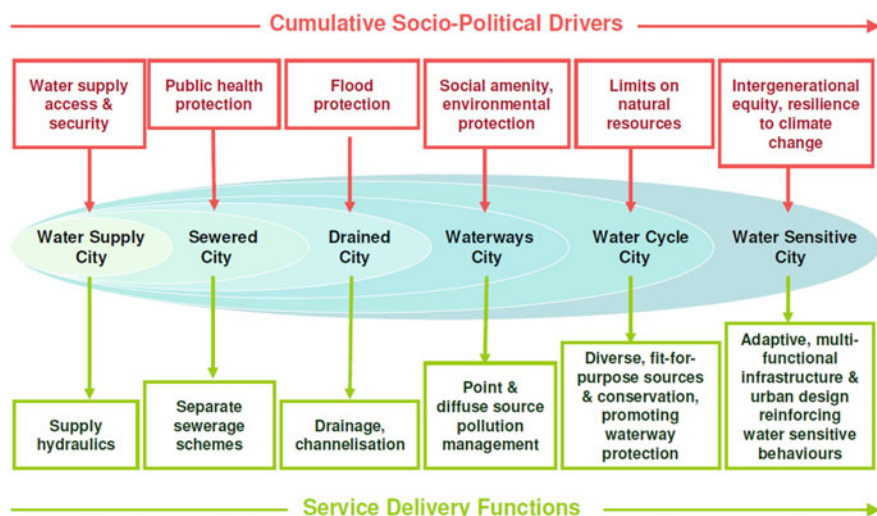 Cumulative Socio-Political Drivers
Water supply
access &
security
Public health
protection
Flood
protection
Social amenity,
environmental
protection
Limits on
natural
resources
Intergenerational
equity, resilience
to climate
change
Water Supply
City
Sewered
City
Drained
City
Waterways
City
Water Cycle
City
Water Sensitive
City
Supply
hydraulics
Separate
sewerage
schemes
Drainage,
channelisation
Point &
diffuse source
pollution
management
Diverse, fit-for-
purpose sources
& conservation,
promoting
waterway
protection
Adaptive, multi-
functional
infrastructure &
urban design
reinforcing
water sensitive
behaviours
Service Delivery Functions